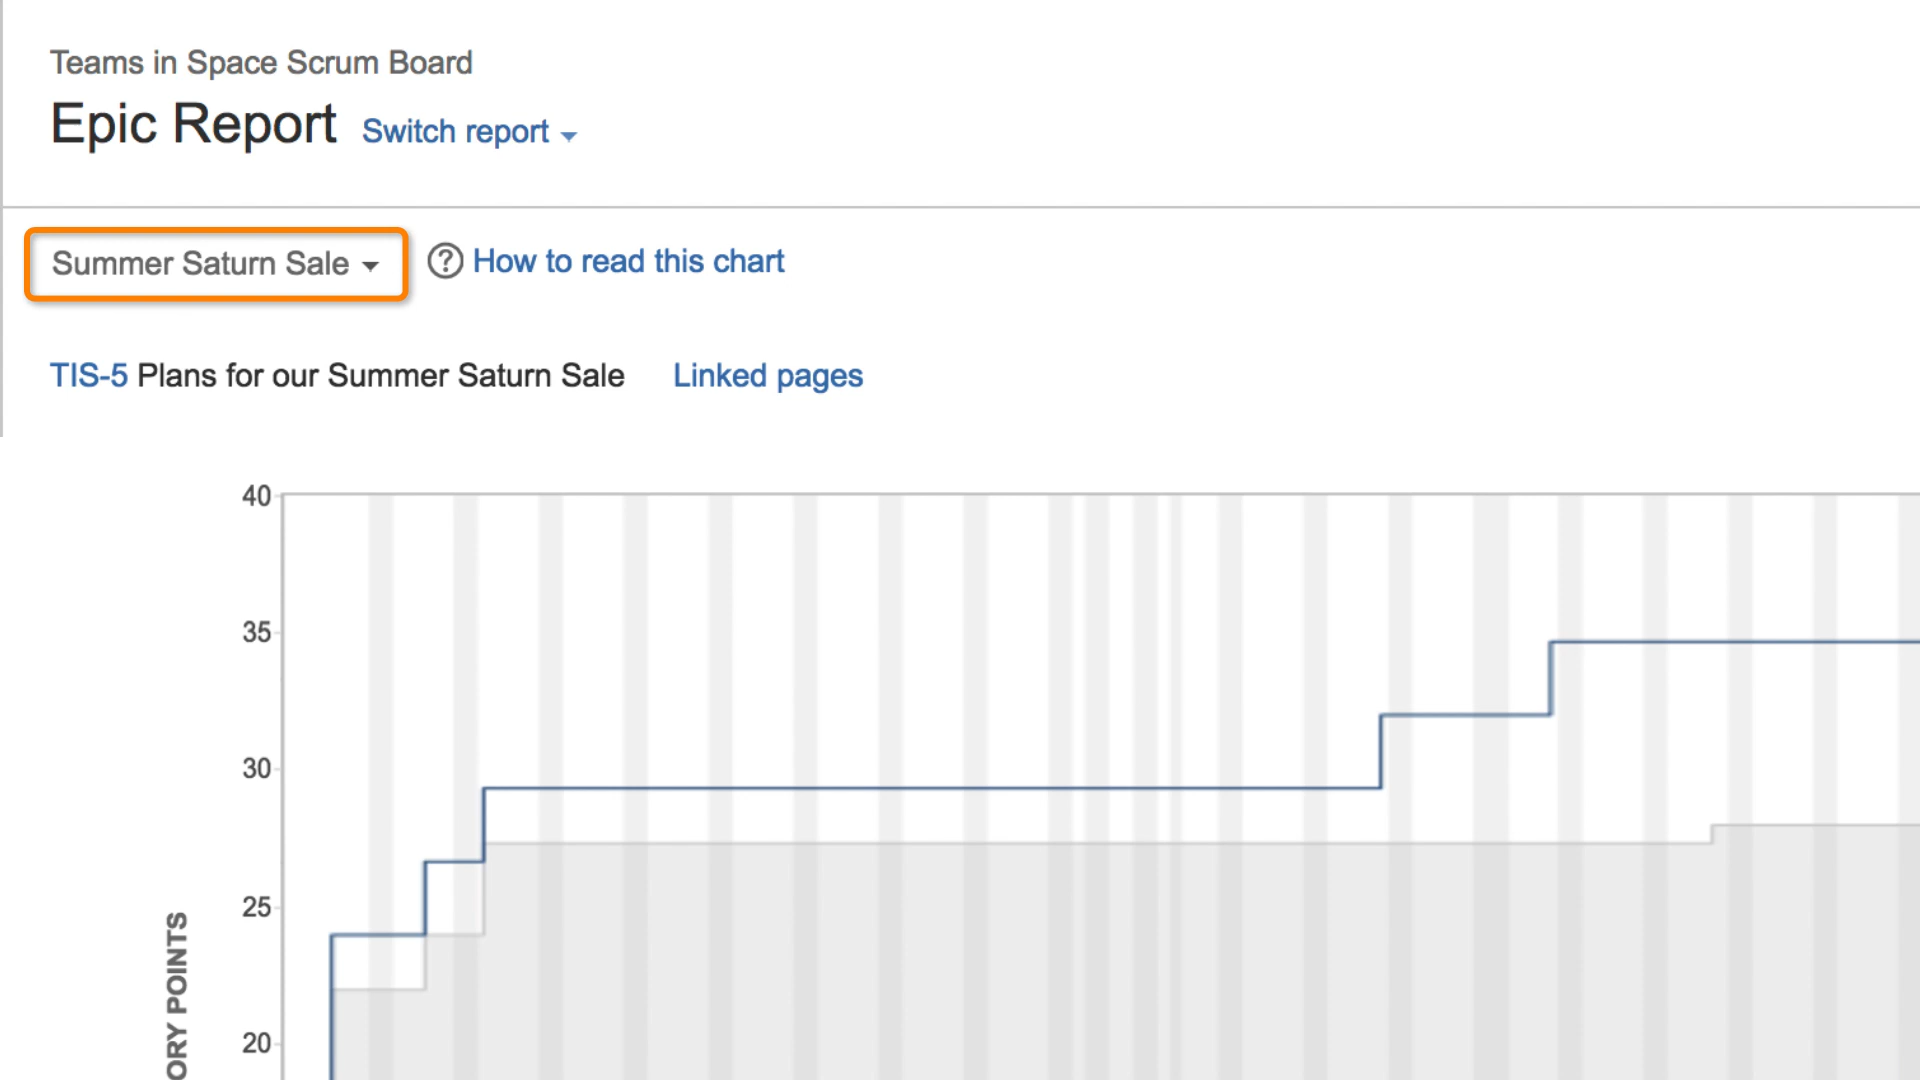 Teams in Space Scrum Board
Epic Report Switch report
Summer Saturn Sale ? How to read this chart
TIS-5 Plans for our Summer Saturn Sale Linked pages
40
35
30
25
20
ORY POINTS